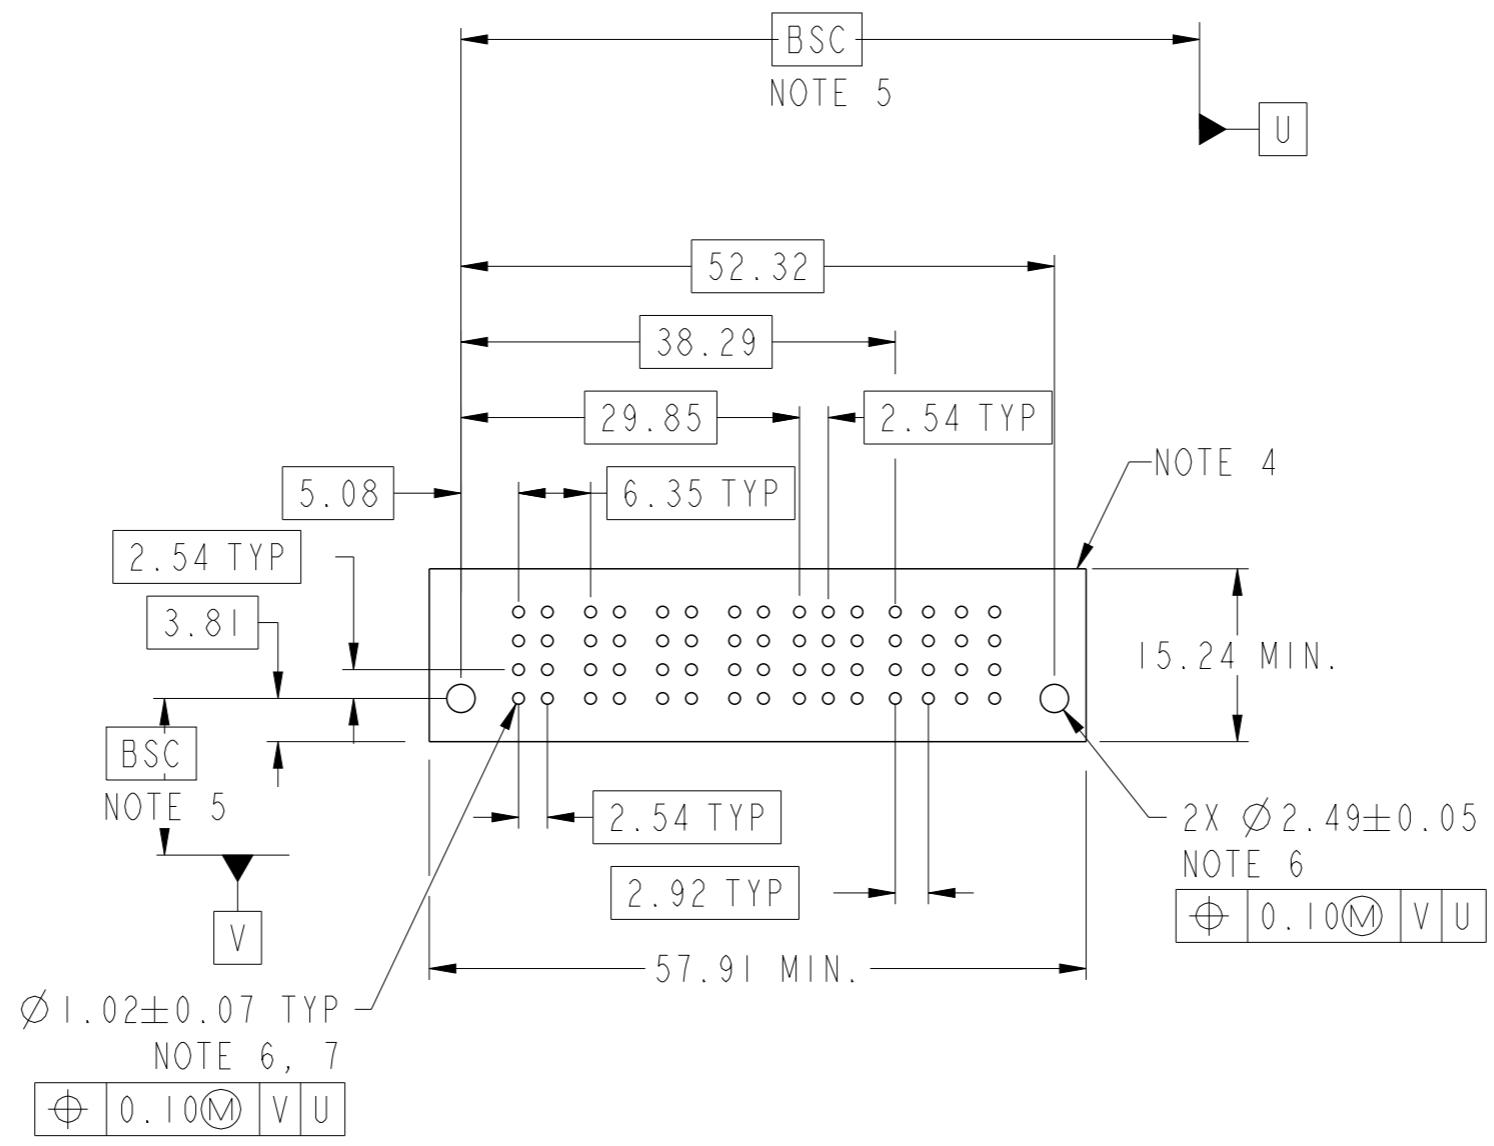 BSC
NOTE 5
U
52.32
38.29
29.85
2.54 TYP
NOTE 4
5.08
6.35 TYP
2.54 TYP
3.81
15.24 MIN.
BSC
NOTE 5
2.54 TYP
2X Ø2.49±0.05
NOTE 6
⌖ 0.10Ⓜ V U
2.92 TYP
V
57.91 MIN.
Ø1.02±0.07 TYP
NOTE 6, 7
⌖ 0.10Ⓜ V U